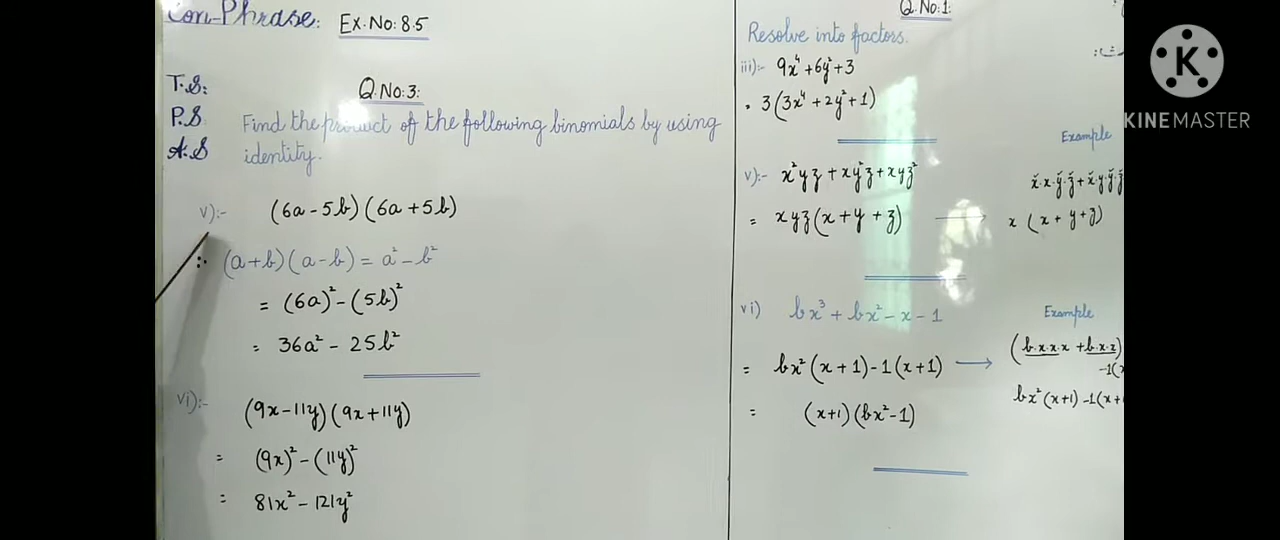 Con-Phrase: Ex.No:8.5
T.S:
P.S
A.S
Q.No:3:
Find the product of the following binomials by using
identity.
v):- (6a-5b)(6a+5b)
∵ (a+b)(a-b) = a² - b²
= (6a)² - (5b)²
= 36a² - 25b²
vi):-
(9x-11y)(9x+11y)
= (9x)² - (11y)²
= 81x² - 121y²
Q.No:1:
Resolve into factors.
iii):- 9x⁴+6y²+3
= 3(3x⁴+2y²+1)
v):- x²yz + xy²z + xyz²
= xyz(x+y+z)
vi) bx³ + bx² - x - 1
= bx²(x+1)-1(x+1)
= (x+1)(bx²-1)
Example
x.x.y.z+x.y.y.z
x (x+y+z)
Example
(b.x.x.x+b.x.x)
-1(x
bx²(x+1)-1(x+
K
KINEMASTER